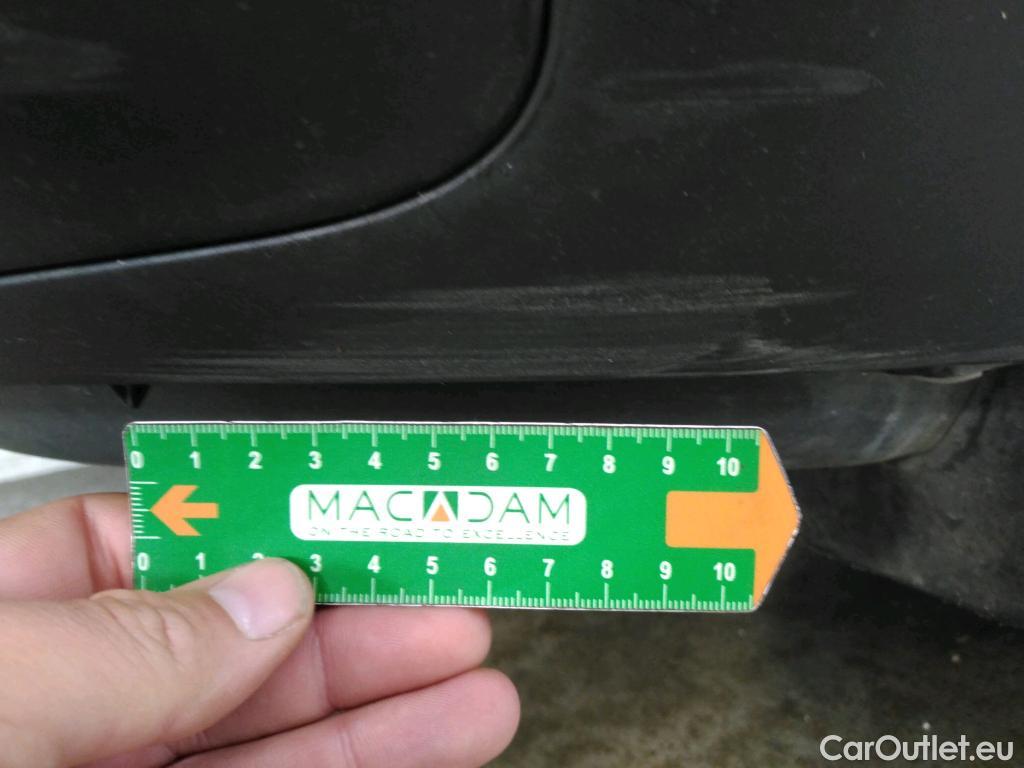 0 1 2 3 4 5 6 7 8 9 10
MACADAM
ON THE ROAD TO EXCELLENCE
0 1 2 3 4 5 6 7 8 9 10
CarOutlet.eu